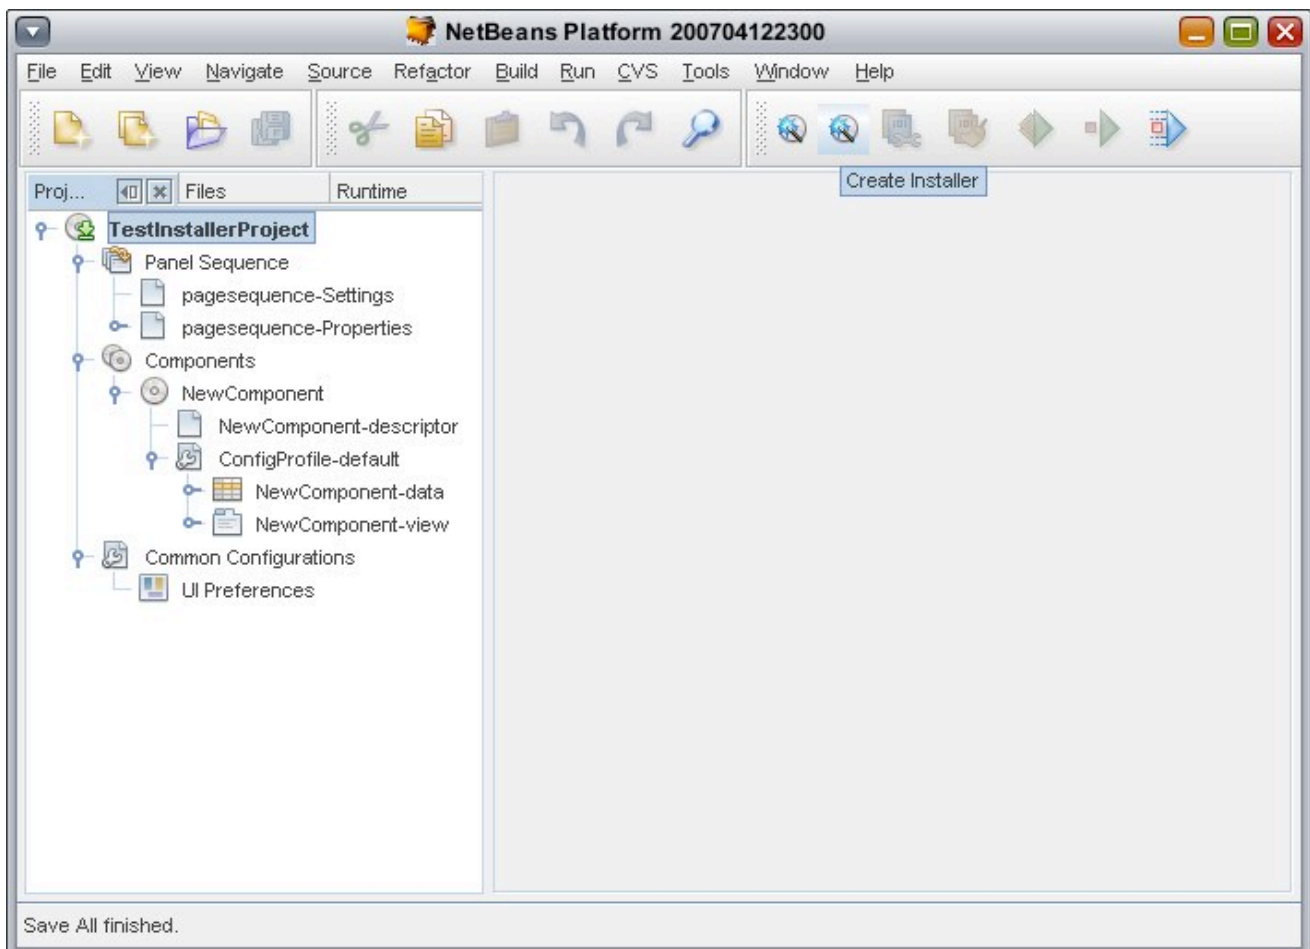 NetBeans Platform 200704122300
File Edit View Navigate Source Refactor Build Run CVS Tools Window Help
Create Installer
Proj... Files Runtime
TestInstallerProject
Panel Sequence
pagesequence-Settings
pagesequence-Properties
Components
NewComponent
NewComponent-descriptor
ConfigProfile-default
NewComponent-data
NewComponent-view
Common Configurations
UI Preferences
Save All finished.